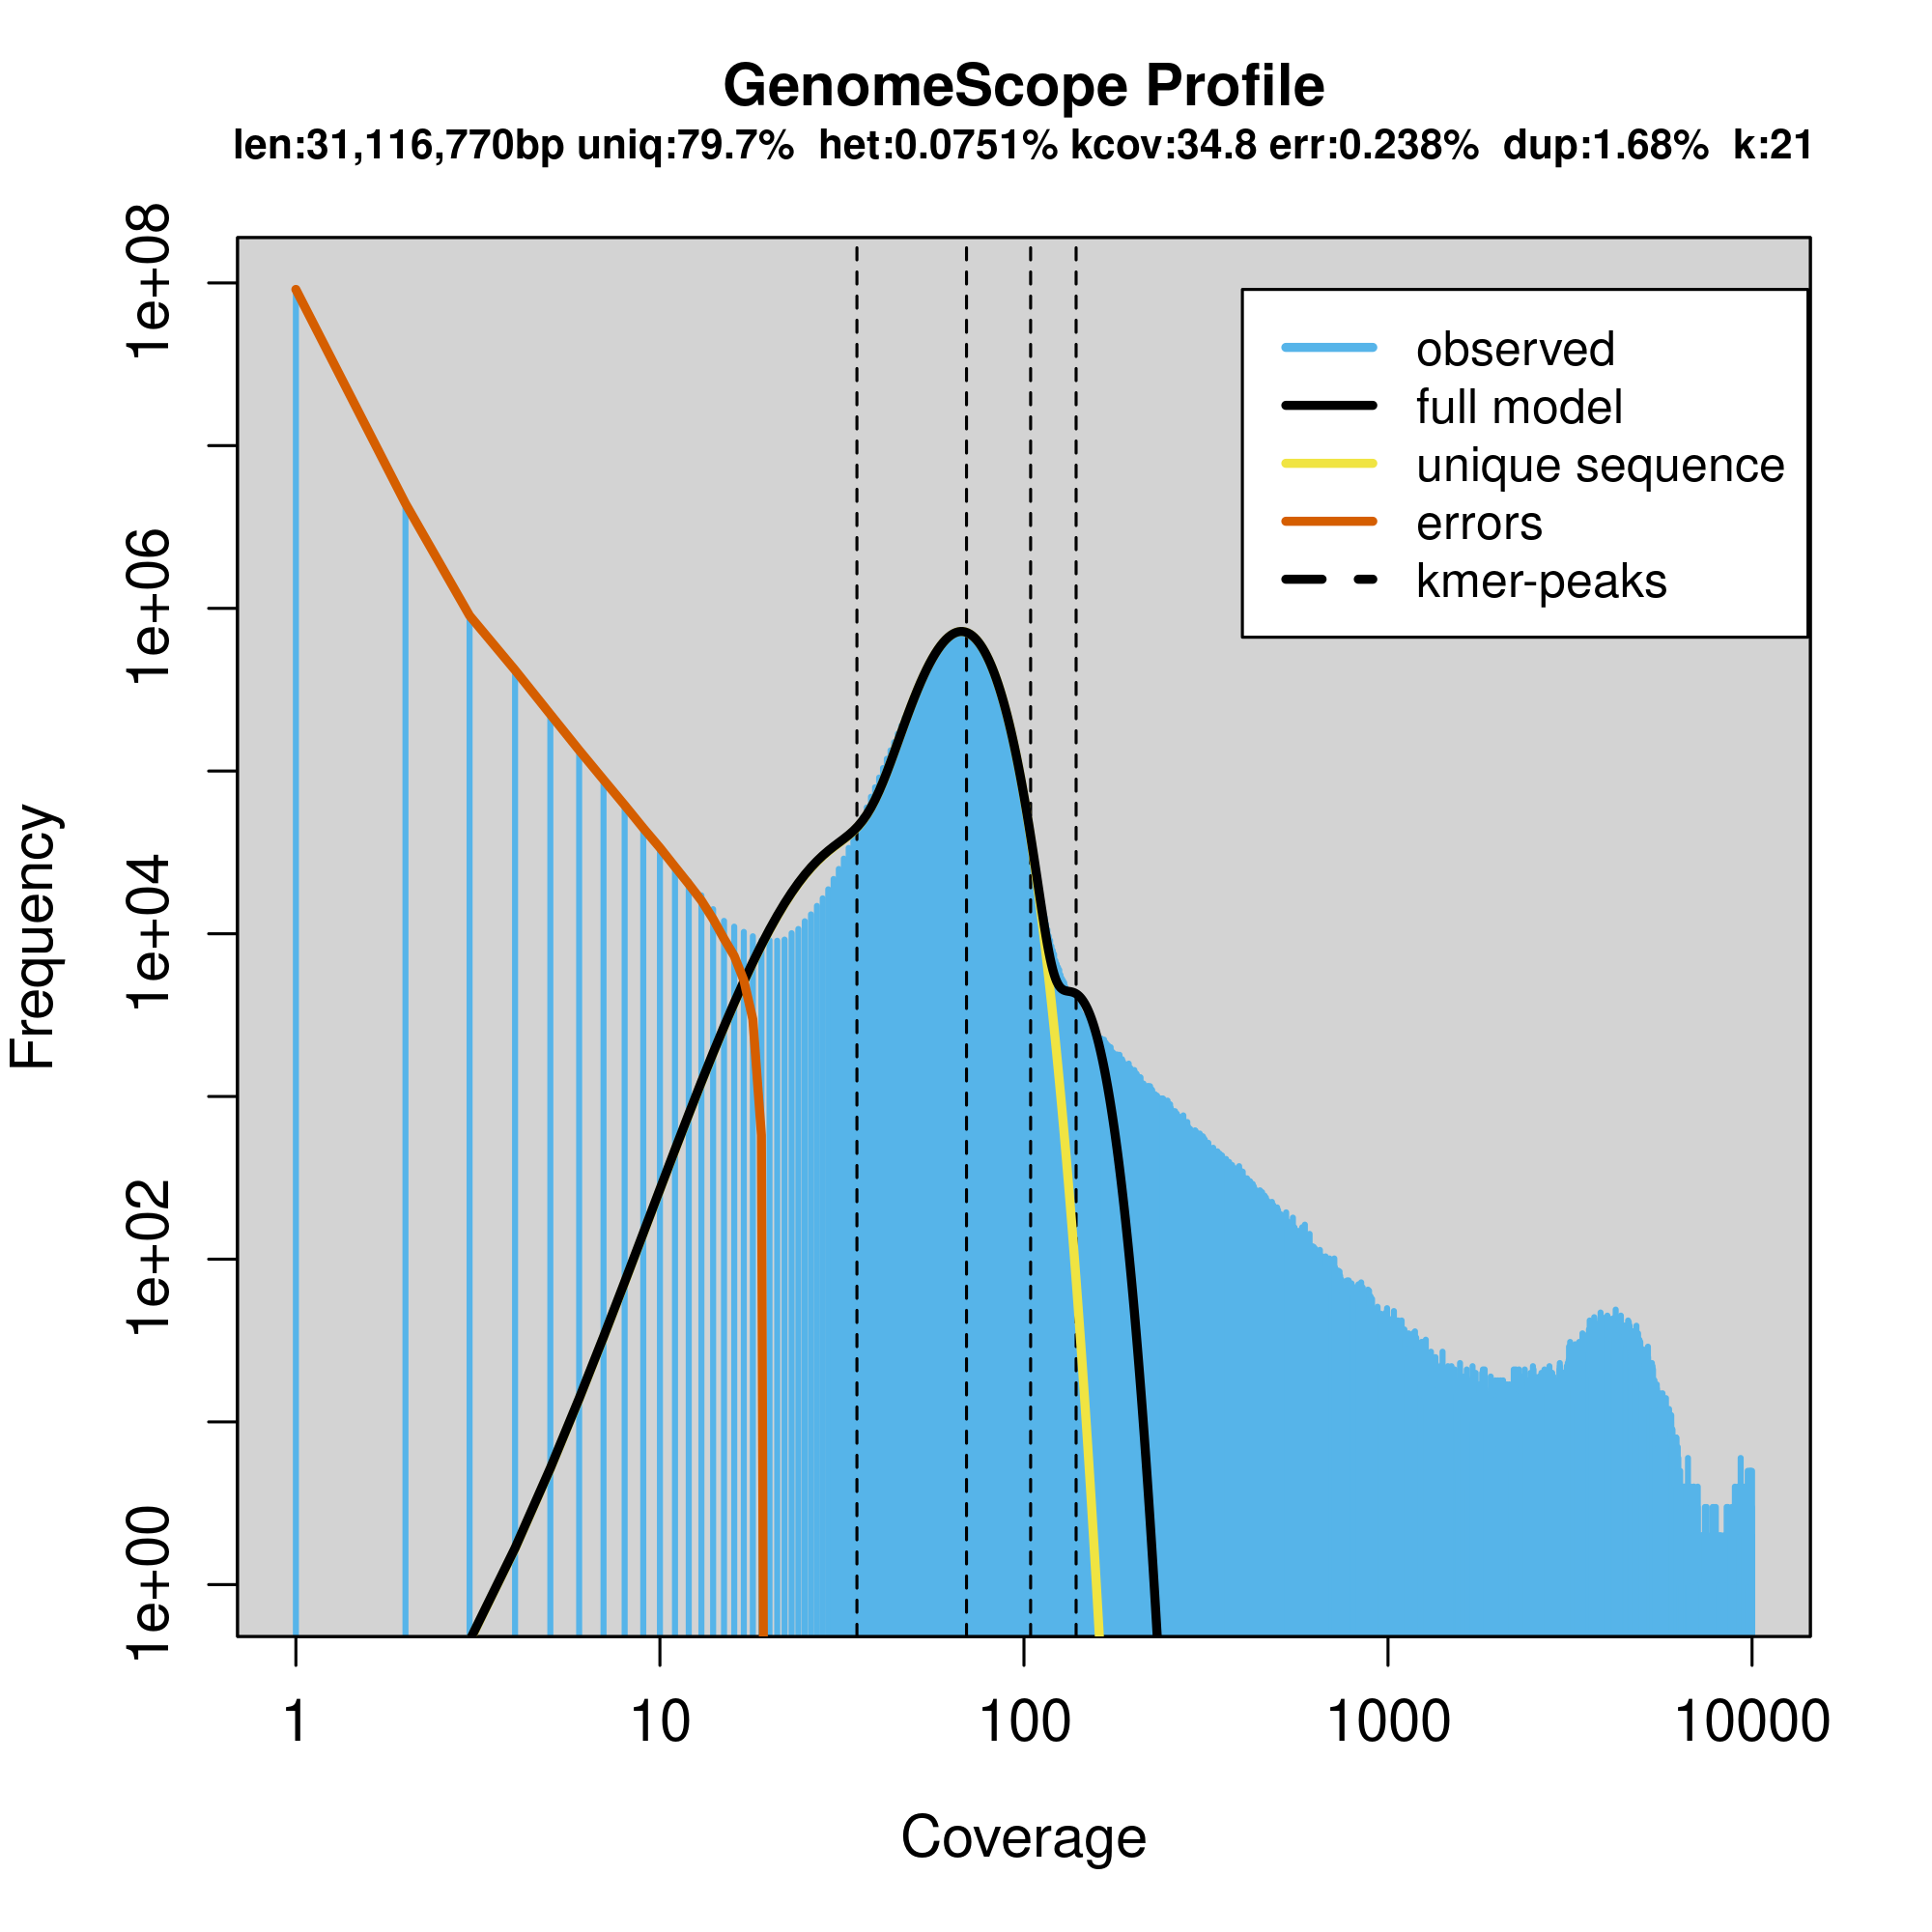 GenomeScope Profile
len:31,116,770bp uniq:79.7% het:0.0751% kcov:34.8 err:0.238% dup:1.68% k:21
1e+08
1e+06
1e+04
1e+02
1e+00
Frequency
observed
full model
unique sequence
errors
kmer-peaks
1 10 100 1000 10000
Coverage